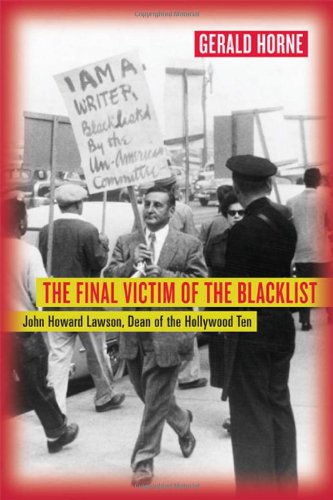 GERALD HORNE
I AM A
WRITER,
Blacklisted
By the
Un-American
Committee
THE FINAL VICTIM OF THE BLACKLIST
John Howard Lawson, Dean of the Hollywood Ten